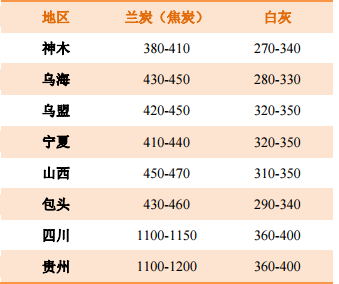 地区 兰炭（焦炭） 白灰
神木 380-410 270-340
乌海 430-450 280-330
乌盟 420-450 320-350
宁夏 410-440 320-350
山西 450-470 310-350
包头 430-460 290-340
四川 1100-1150 360-400
贵州 1100-1200 360-400